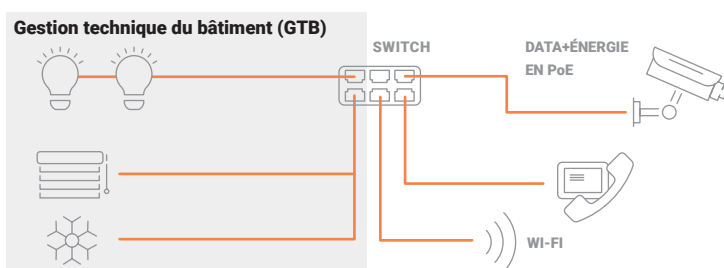 Gestion technique du bâtiment (GTB)
SWITCH
DATA+ÉNERGIE
EN PoE
WI-FI